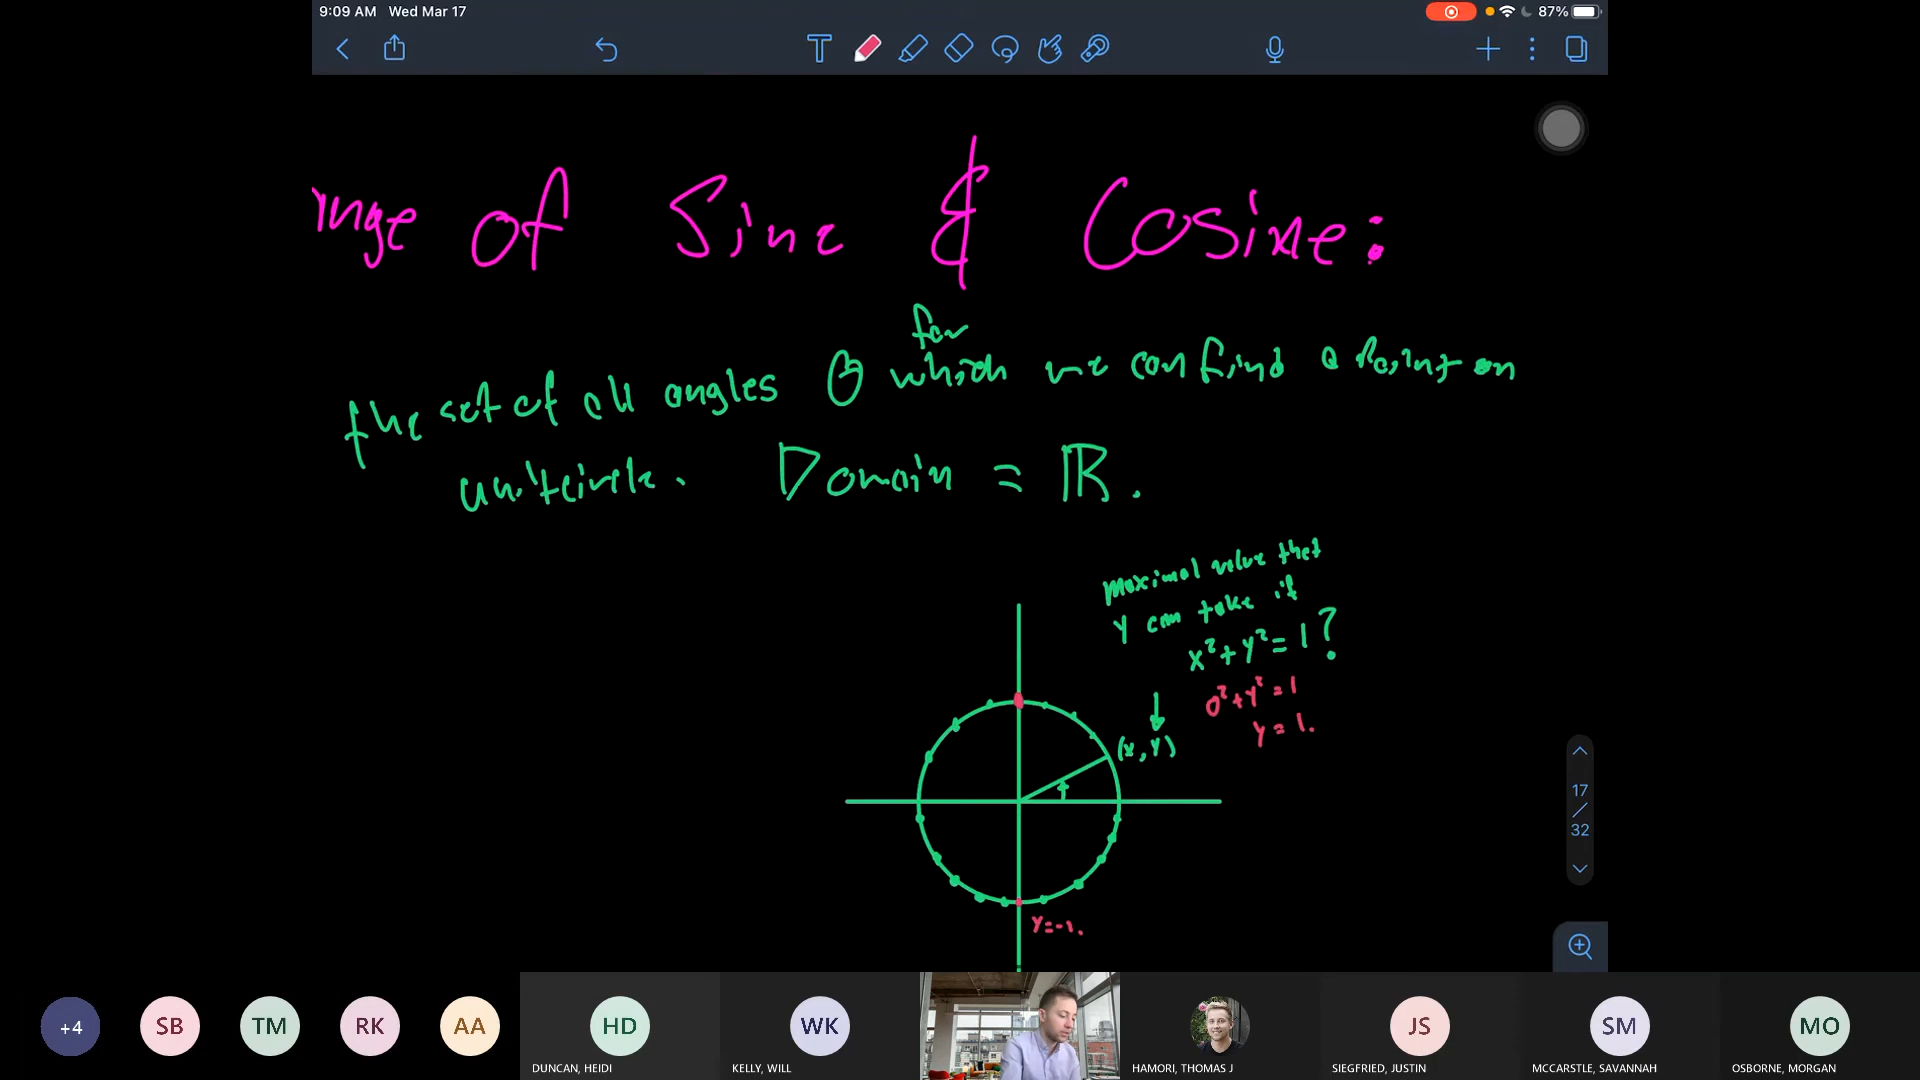 9:09 AM Wed Mar 17
87%
T
nge of Sine & Cosine:
for
the set of all angles θ which we can find a point on
unit circle. Domain = ℝ.
maximal value that
y can take if
x² + y² = 1?
0² + y² = 1
y = 1.
(x, y)
y = -1.
17
/
32
+4
SB
TM
RK
AA
HD
WK
JS
SM
MO
DUNCAN, HEIDI
KELLY, WILL
HAMORI, THOMAS J
SIEGFRIED, JUSTIN
MCCARSTLE, SAVANNAH
OSBORNE, MORGAN